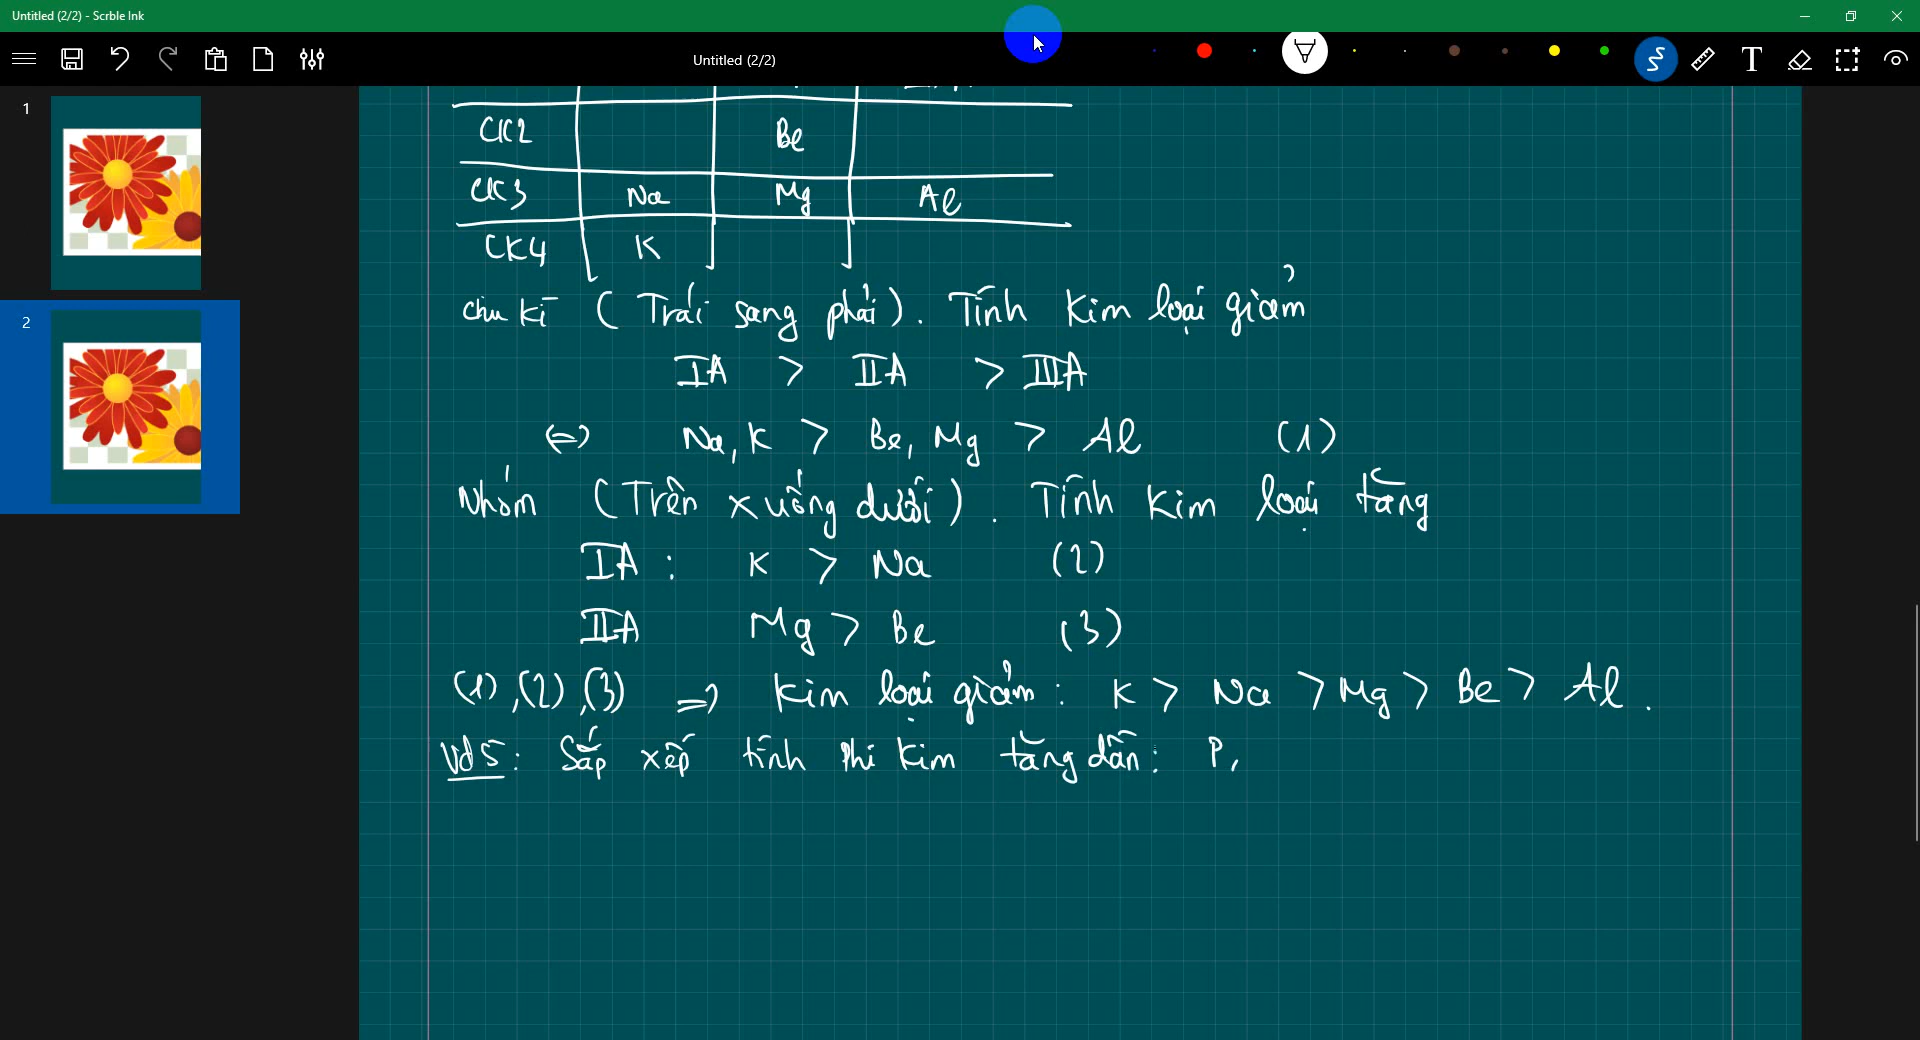 Untitled (2/2) - Scrble Ink
Untitled (2/2)
T
1
2
CK2 Be
CK3 Na Mg Al
CK4 K
chu kì (Trái sang phải). Tính kim loại giảm
IA > IIA > IIIA
<=> Na, K > Be, Mg > Al (1)
Nhóm (Trên xuống dưới). Tính kim loại tăng
IA : K > Na (2)
IIA Mg > Be (3)
(1), (2), (3) => kim loại giảm : K > Na > Mg > Be > Al.
Vd5: Sắp xếp tính phi kim tăng dần: P,